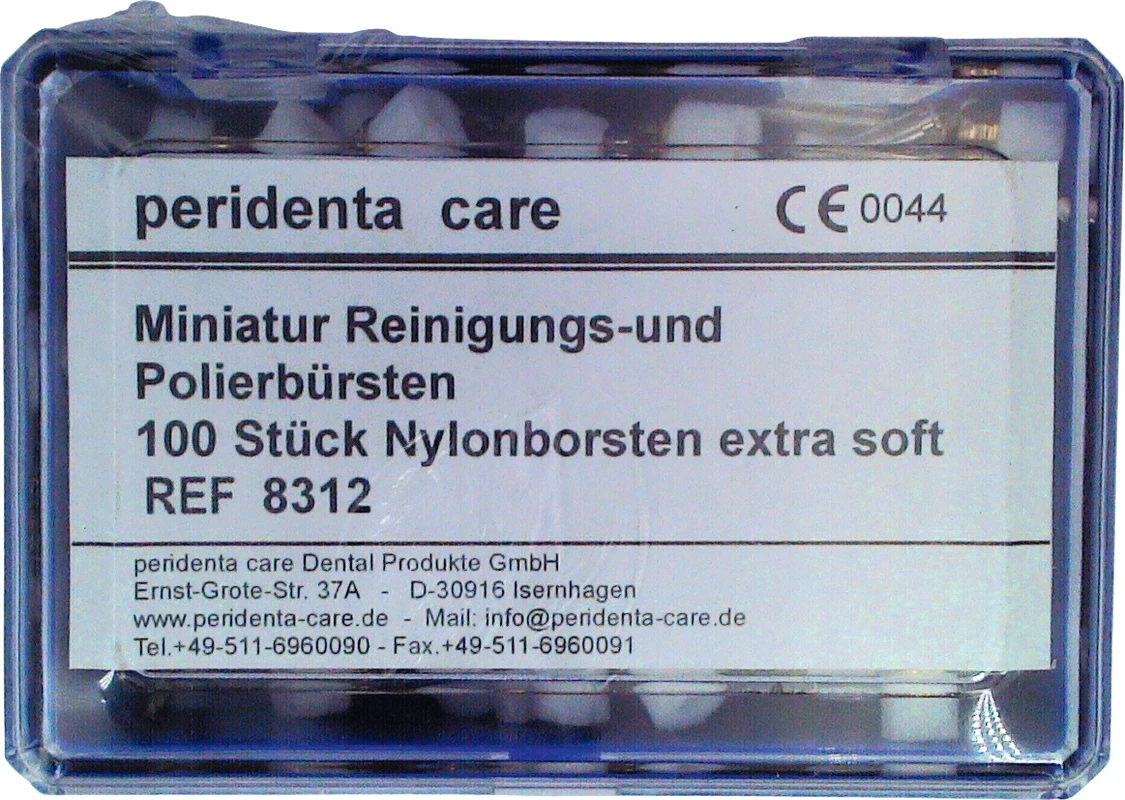 peridenta care CE 0044
Miniatur Reinigungs-und
Polierbürsten
100 Stück Nylonborsten extra soft
REF 8312
peridenta care Dental Produkte GmbH
Ernst-Grote-Str. 37A - D-30916 Isernhagen
www.peridenta-care.de - Mail: info@peridenta-care.de
Tel.+49-511-6960090 - Fax.+49-511-6960091